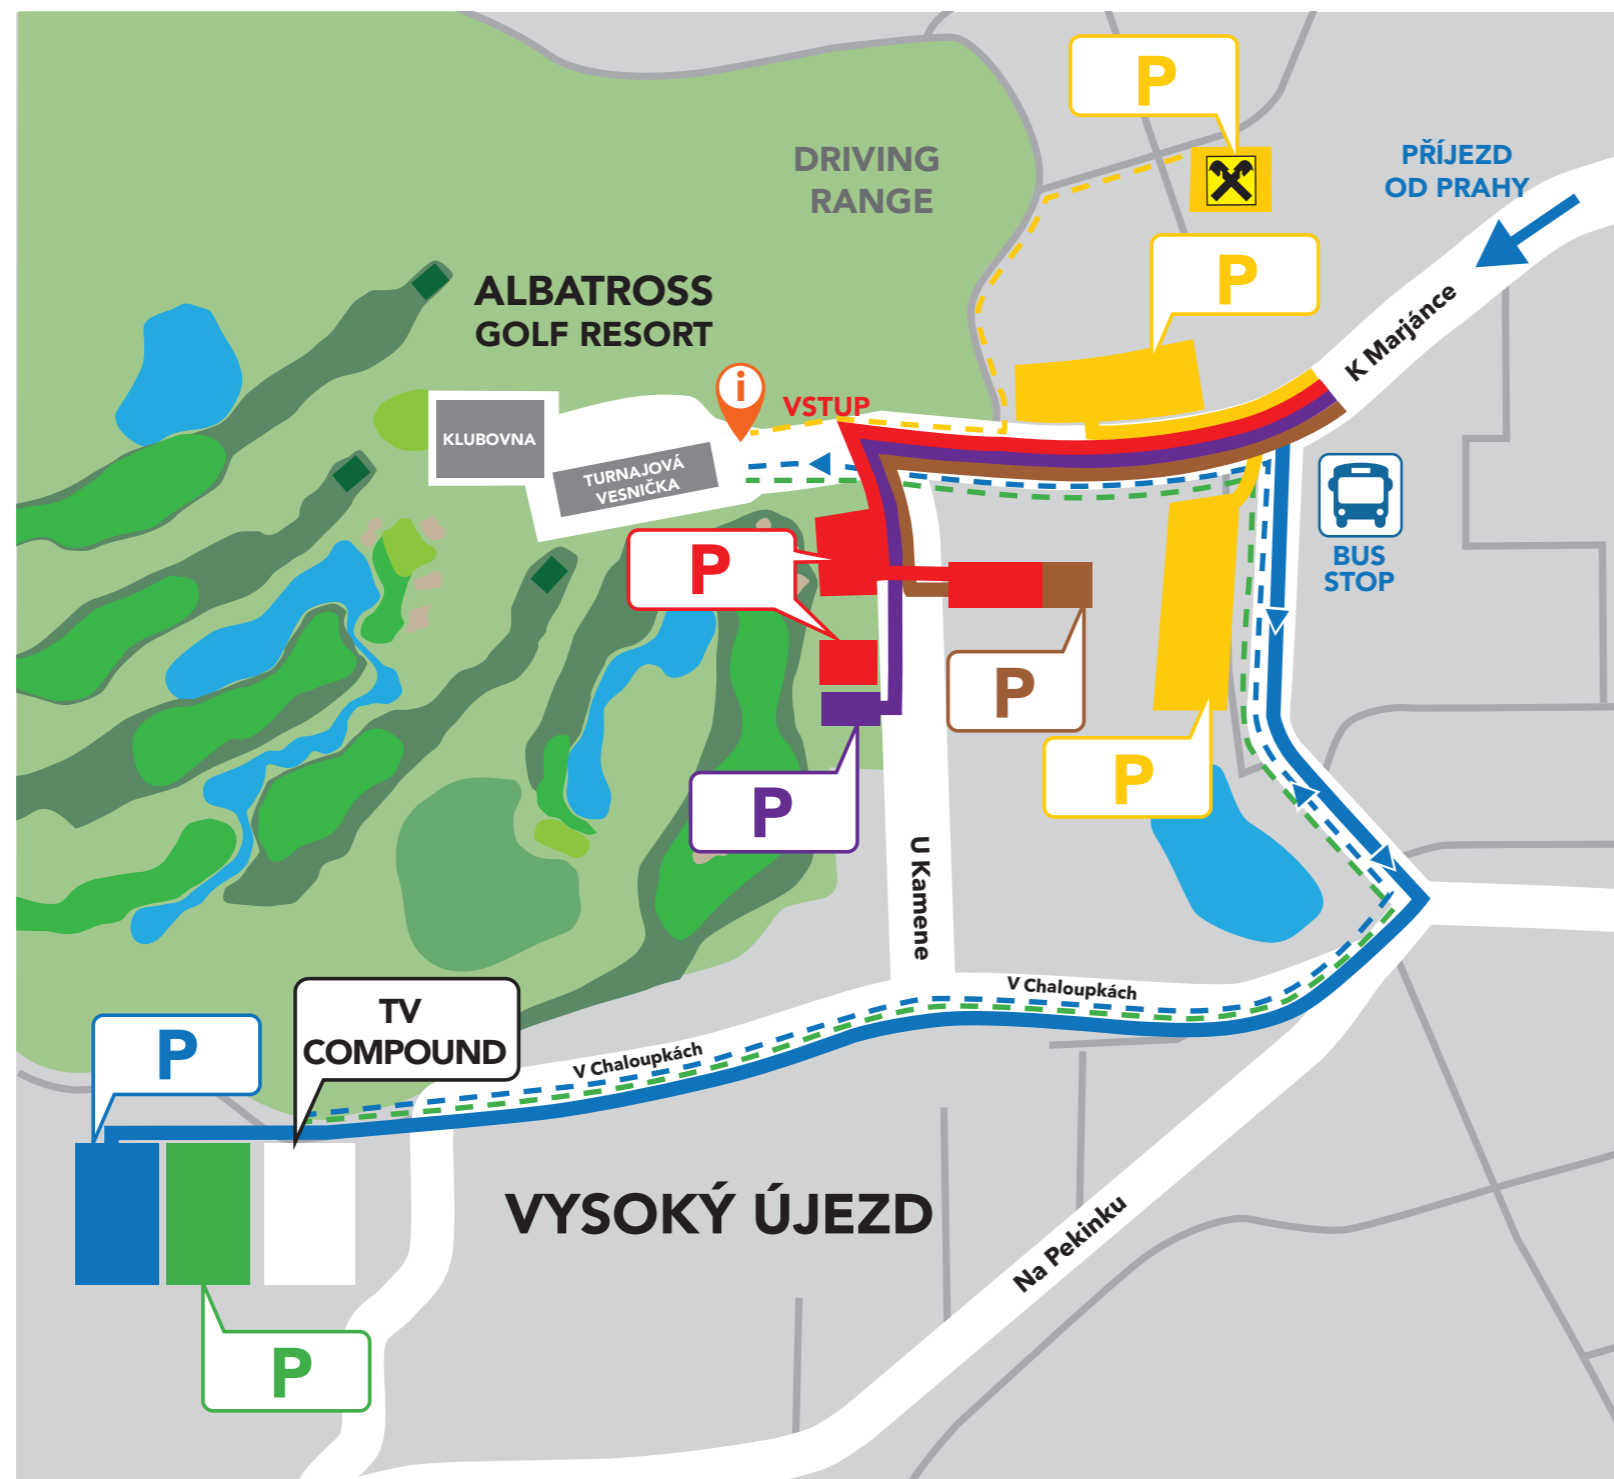 P
DRIVING
RANGE
PŘÍJEZD
OD PRAHY
P
ALBATROSS
GOLF RESORT
K Marjánce
i
VSTUP
KLUBOVNA
TURNAJOVÁ
VESNIČKA
BUS
STOP
P
P
P
P
U Kamene
V Chaloupkách
TV
COMPOUND
P
V Chaloupkách
VYSOKÝ ÚJEZD
Na Pekinku
P